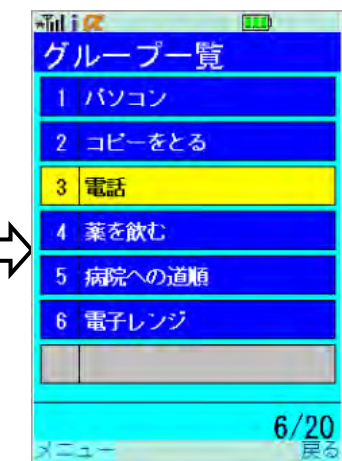 グループ一覧
1 パソコン
2 コピーをとる
3 電話
4 薬を飲む
5 病院への道順
6 電子レンジ
6/20
メニュー 戻る